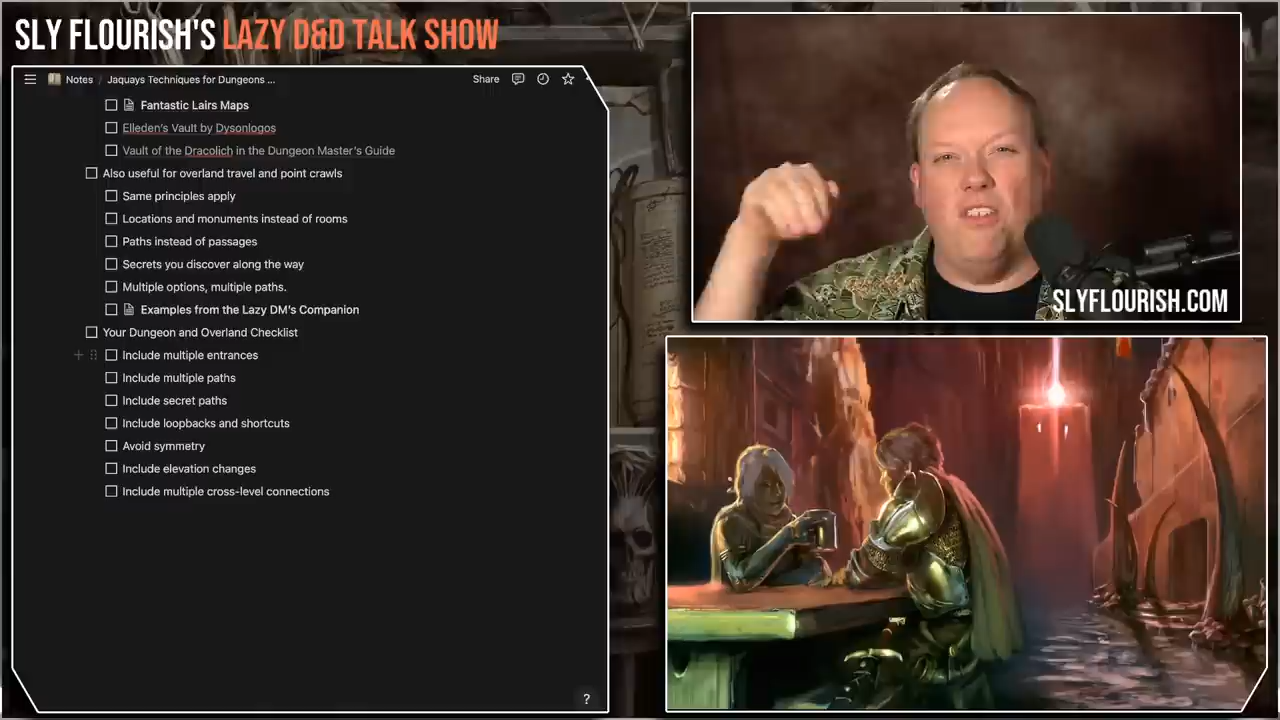 SLY FLOURISH'S LAZY D&D TALK SHOW
Notes / Jaquays Techniques for Dungeons ...
Share
Fantastic Lairs Maps
Elleden's Vault by Dysonlogos
Vault of the Dracolich in the Dungeon Master's Guide
Also useful for overland travel and point crawls
Same principles apply
Locations and monuments instead of rooms
Paths instead of passages
Secrets you discover along the way
Multiple options, multiple paths.
Examples from the Lazy DM's Companion
Your Dungeon and Overland Checklist
Include multiple entrances
Include multiple paths
Include secret paths
Include loopbacks and shortcuts
Avoid symmetry
Include elevation changes
Include multiple cross-level connections
?
SLYFLOURISH.COM